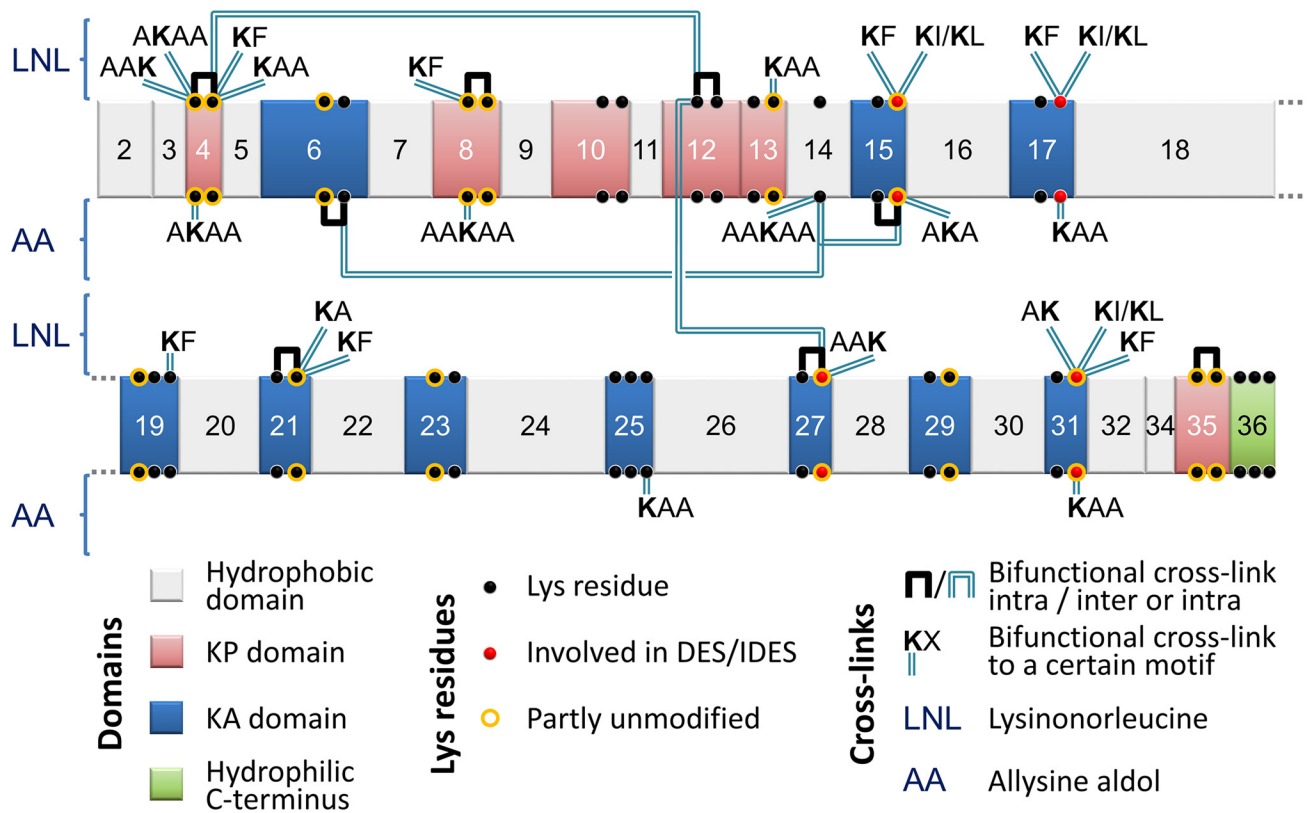 AKAA KF
LNL
AAK KAA KF KAA KF KI/KL KF KI/KL
2 3 4 5 6 7 8 9 10 11 12 13 14 15 16 17 18
AA
AKAA AAKAA AAKAA AKA KAA
LNL
KF KA KF AAK AK KI/KL KF
19 20 21 22 23 24 25 26 27 28 29 30 31 32 34 35 36
AA
KAA KAA
Domains
Hydrophobic
domain
KP domain
KA domain
Hydrophilic
C-terminus
Lys residues
Lys residue
Involved in DES/IDES
Partly unmodified
Cross-links
/
Bifunctional cross-link
intra / inter or intra
KX
Bifunctional cross-link
to a certain motif
LNL Lysinonorleucine
AA Allysine aldol